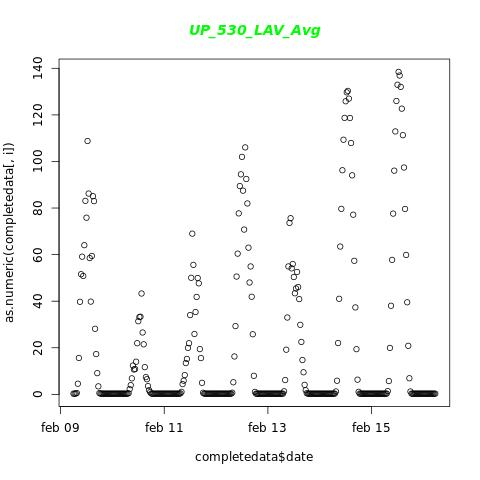 UP_530_LAV_Avg
as.numeric(completedata[, i])
140
120
100
80
60
40
20
0
feb 09
feb 11
feb 13
feb 15
completedata$date